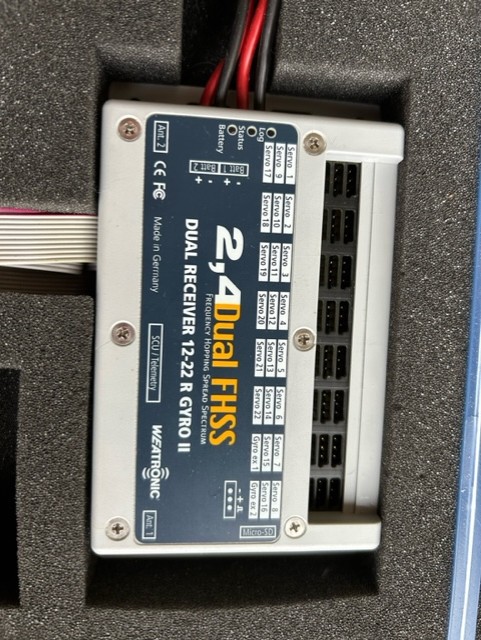 Servo 1 Servo 2 Servo 3 Servo 4 Servo 5 Servo 6 Servo 7 Servo 8
Servo 9 Servo 10 Servo 11 Servo 12 Servo 13 Servo 14 Servo 15 Servo 16
Servo 17 Servo 18 Servo 19 Servo 20 Servo 21 Servo 22 Gyro ex 1 Gyro ex 2
Micro-SD
Log
Status
Battery
Batt 1 - +
Batt 2 - +
2,4 Dual FHSS
FREQUENCY HOPPING SPREAD SPECTRUM
DUAL RECEIVER 12-22 R GYRO II
- + ⎍
Ant. 2
CE FC
Made in Germany
SCU / Telemetry
WEATRONIC
Ant. 1